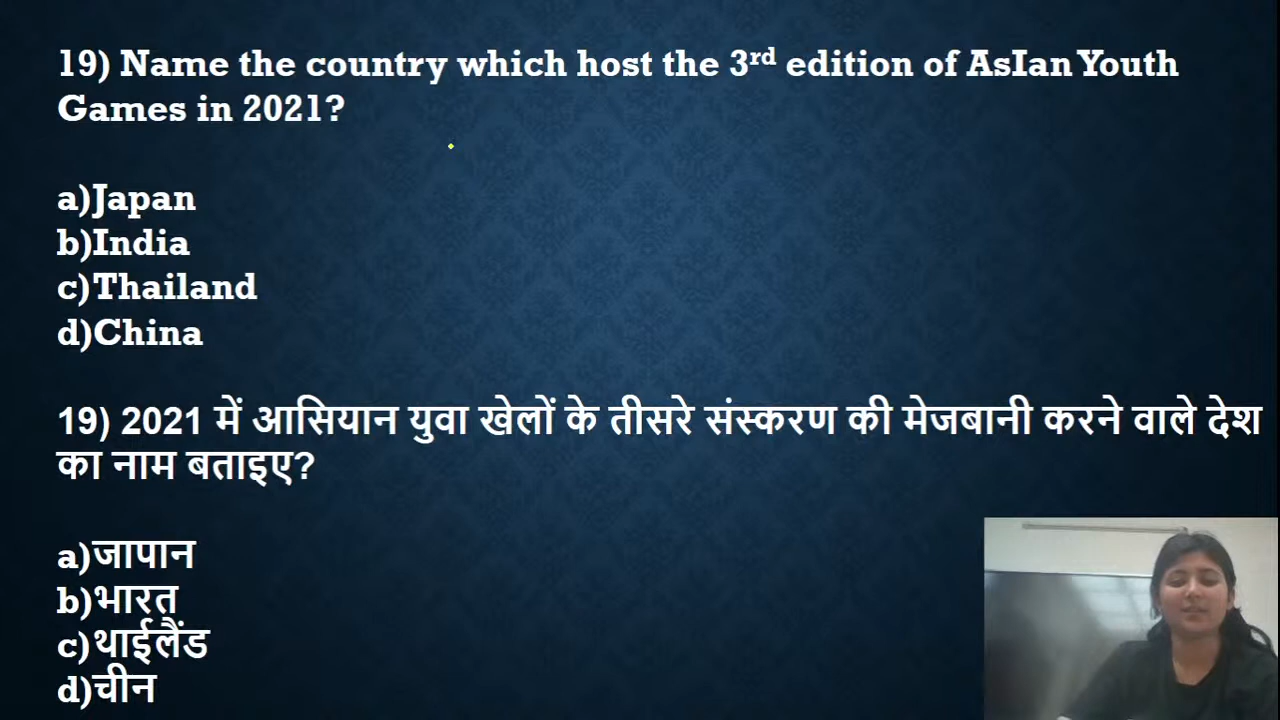 19) Name the country which host the 3rd edition of AsIan Youth
Games in 2021?
a)Japan
b)India
c)Thailand
d)China
19) 2021 में आसियान युवा खेलों के तीसरे संस्करण की मेजबानी करने वाले देश
का नाम बताइए?
a)जापान
b)भारत
c)थाईलैंड
d)चीन